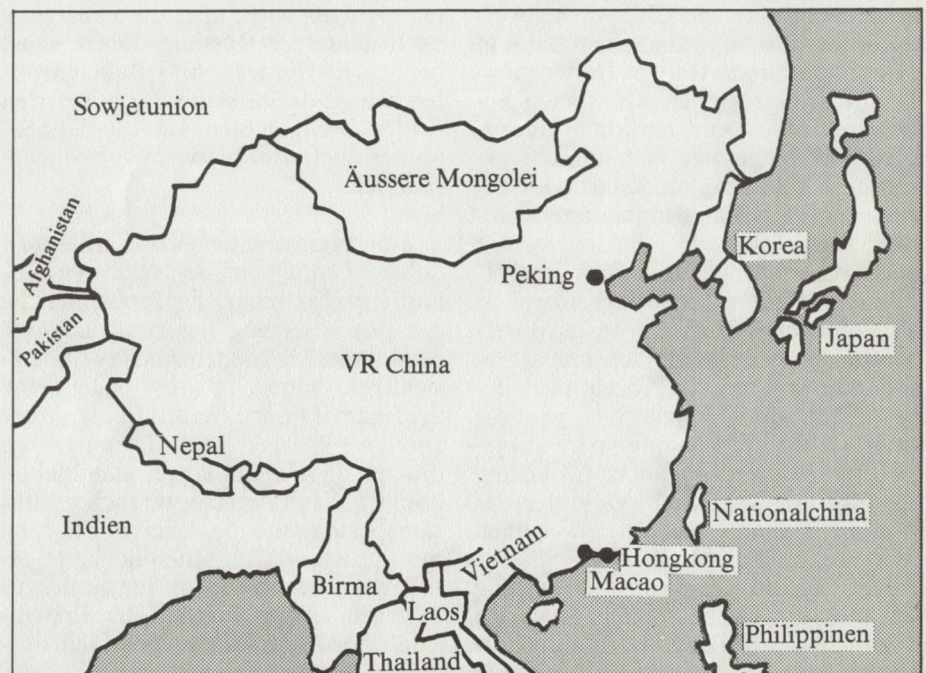 Sowjetunion
Äussere Mongolei
Afghanistan
Korea
Peking
Pakistan
Japan
VR China
Nepal
Nationalchina
Indien
Vietnam
Hongkong
Birma
Macao
Laos
Philippinen
Thailand